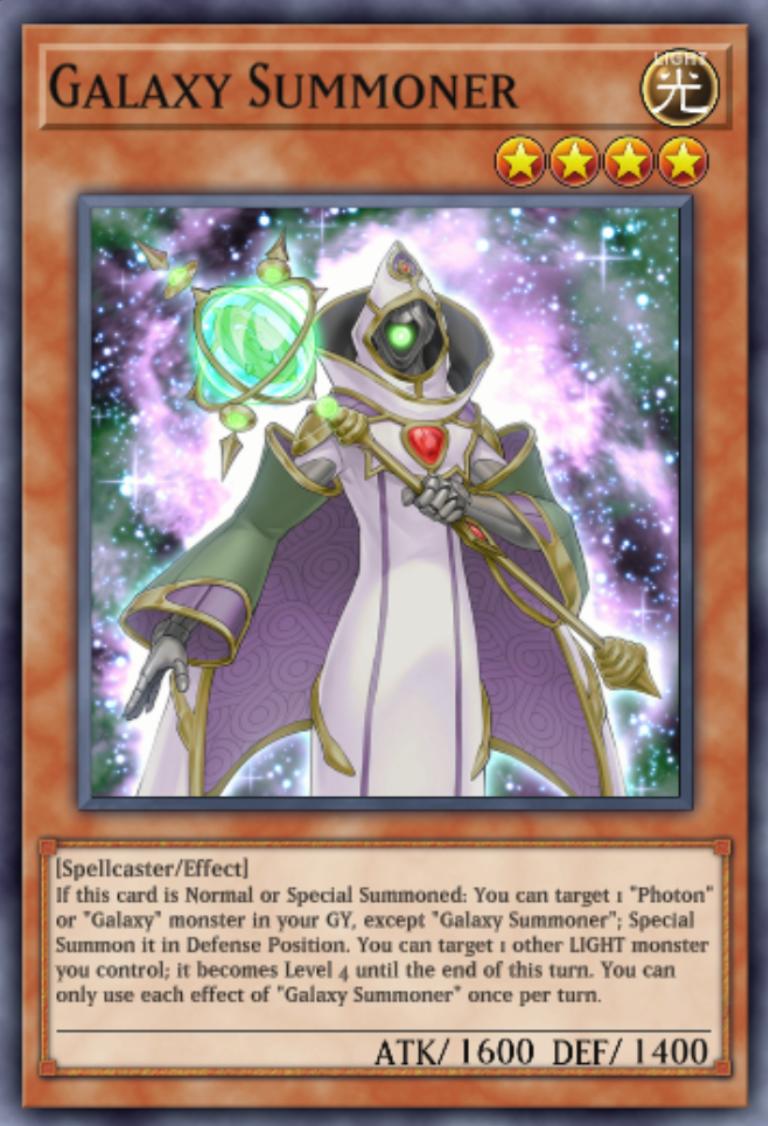 GALAXY SUMMONER
LIGHT
光
[Spellcaster/Effect]
If this card is Normal or Special Summoned: You can target 1 "Photon"
or "Galaxy" monster in your GY, except "Galaxy Summoner"; Special
Summon it in Defense Position. You can target 1 other LIGHT monster
you control; it becomes Level 4 until the end of this turn. You can
only use each effect of "Galaxy Summoner" once per turn.
ATK/ 1600 DEF/ 1400